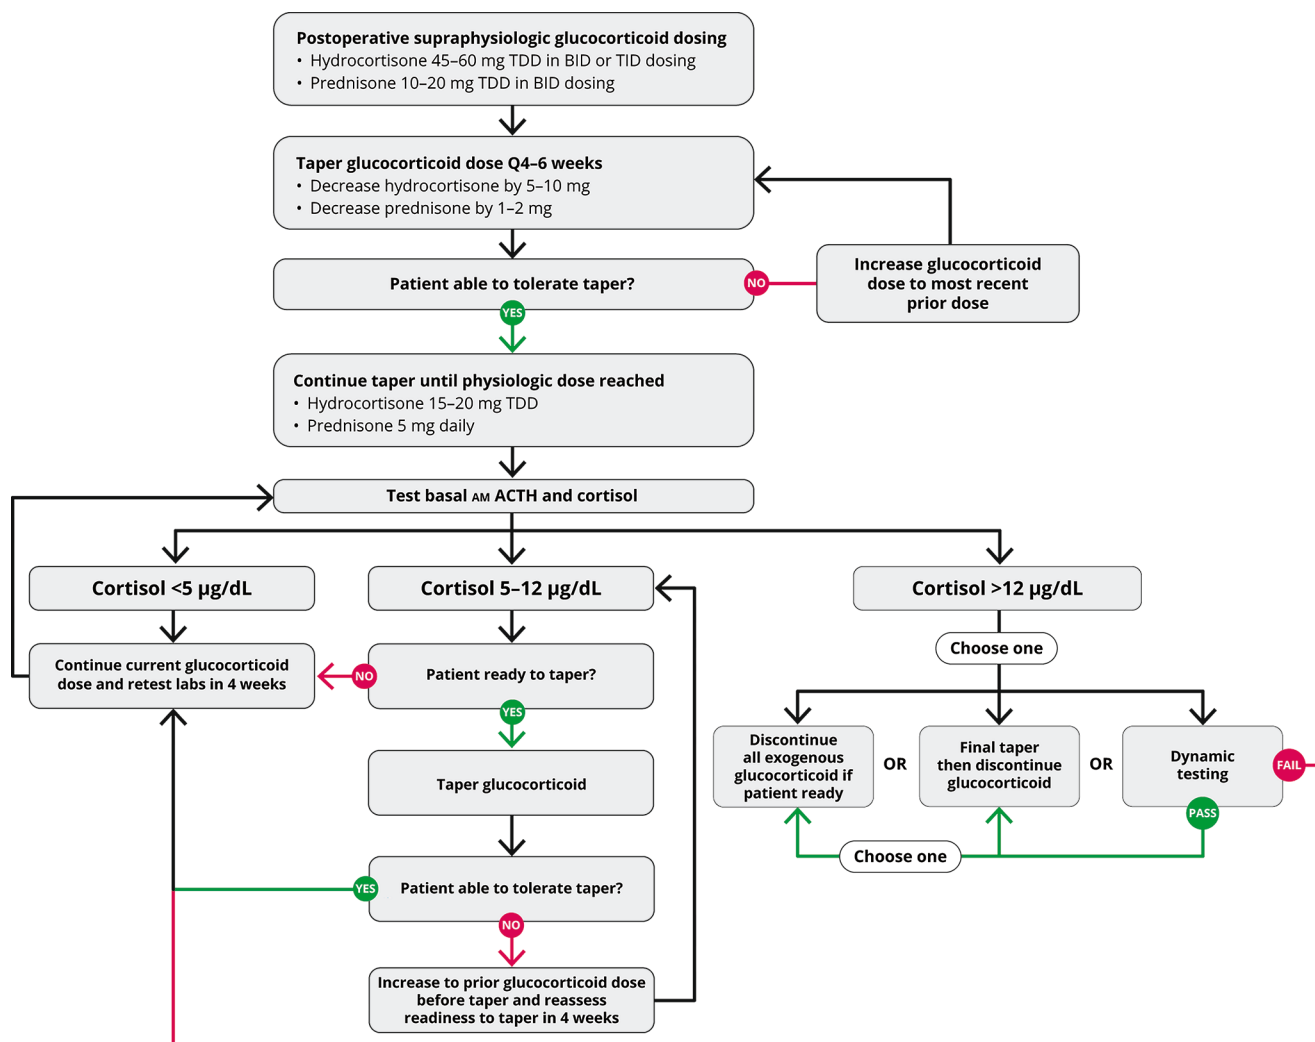 Postoperative supraphysiologic glucocorticoid dosing
• Hydrocortisone 45–60 mg TDD in BID or TID dosing
• Prednisone 10–20 mg TDD in BID dosing
Taper glucocorticoid dose Q4–6 weeks
• Decrease hydrocortisone by 5–10 mg
• Decrease prednisone by 1–2 mg
Patient able to tolerate taper?
NO
Increase glucocorticoid
dose to most recent
prior dose
YES
Continue taper until physiologic dose reached
• Hydrocortisone 15–20 mg TDD
• Prednisone 5 mg daily
Test basal AM ACTH and cortisol
Cortisol <5 µg/dL
Continue current glucocorticoid
dose and retest labs in 4 weeks
Cortisol 5–12 µg/dL
Patient ready to taper?
NO
YES
Taper glucocorticoid
Patient able to tolerate taper?
YES
NO
Increase to prior glucocorticoid dose
before taper and reassess
readiness to taper in 4 weeks
Cortisol >12 µg/dL
Choose one
Discontinue
all exogenous
glucocorticoid if
patient ready
OR
Final taper
then discontinue
glucocorticoid
OR
Dynamic
testing
FAIL
PASS
Choose one